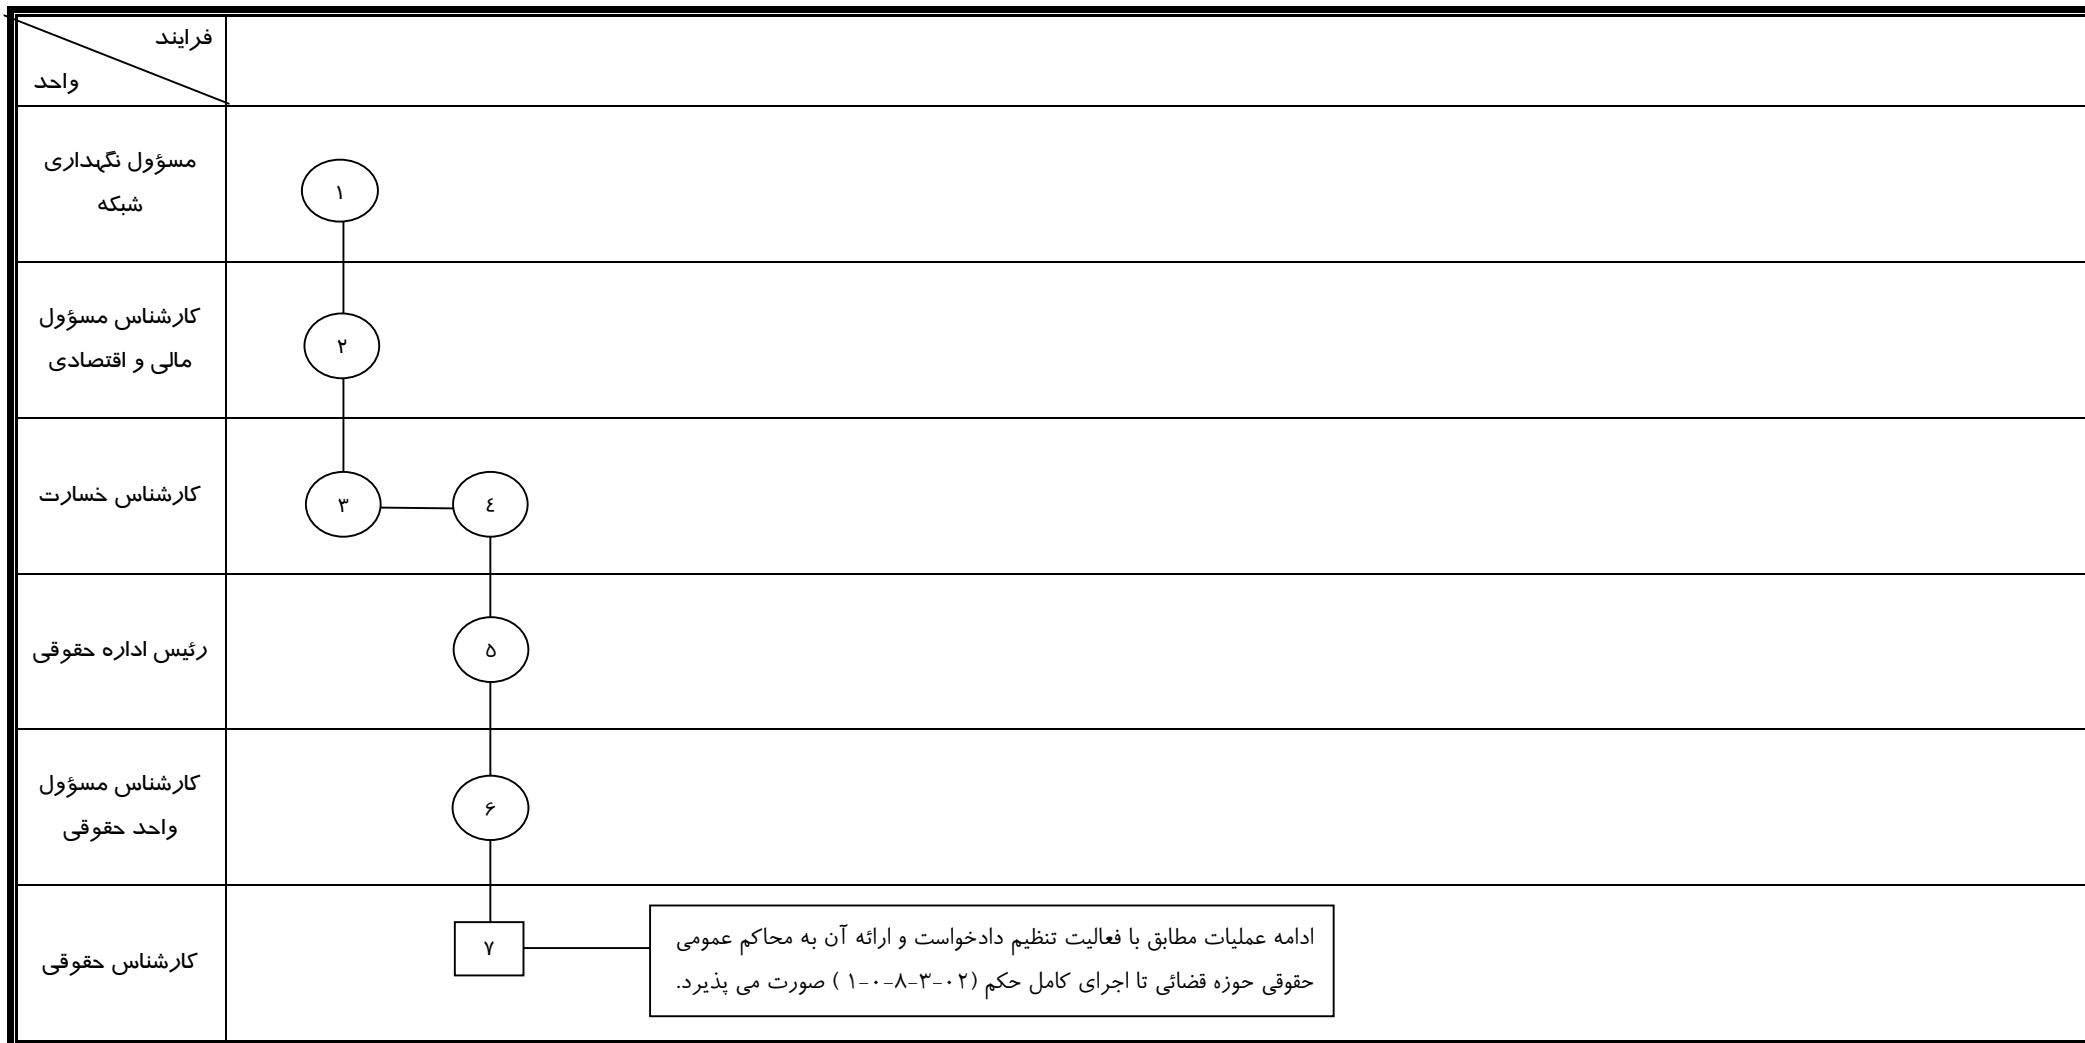 فرایند
واحد
مسؤول نگهداری
شبکه
۱
کارشناس مسؤول
مالی و اقتصادی
۲
کارشناس خسارت
۳
٤
رئیس اداره حقوقی
۵
کارشناس مسؤول
واحد حقوقی
۶
کارشناس حقوقی
۷
ادامه عملیات مطابق با فعالیت تنظیم دادخواست و ارائه آن به محاکم عمومی
حقوقی حوزه قضائی تا اجرای کامل حکم (۰۲-۳-۸-۰-۱ ) صورت می پذیرد.